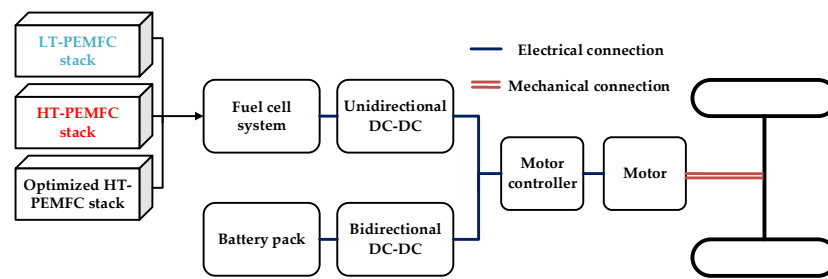 LT-PEMFC
stack
HT-PEMFC
stack
Optimized HT-
PEMFC stack
Fuel cell
system
Unidirectional
DC-DC
Battery pack
Bidirectional
DC-DC
Electrical connection
Mechanical connection
Motor
controller
Motor